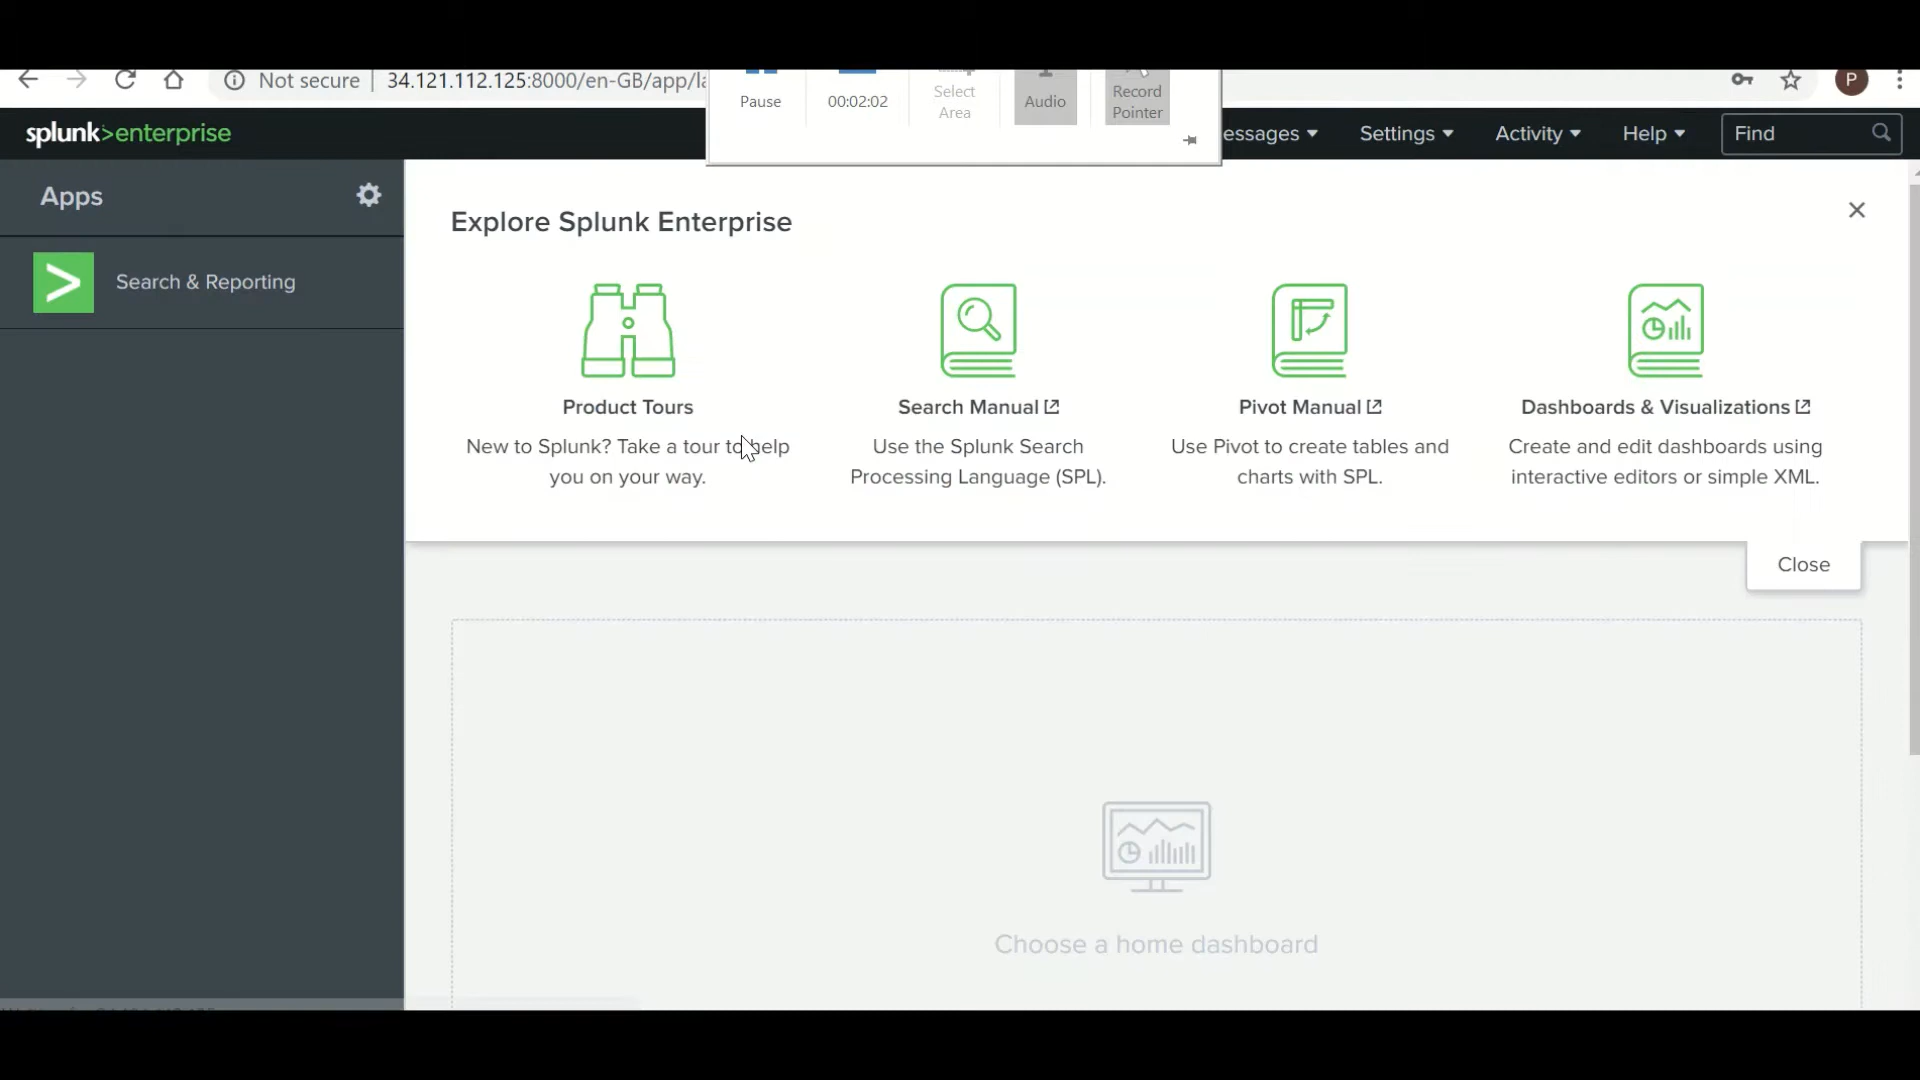 Not secure | 34.121.112.125:8000/en-GB/app/la
Pause
00:02:02
Select
Area
Audio
Record
Pointer
splunk>enterprise
essages
Settings
Activity
Help
Find
Apps
Search & Reporting
Explore Splunk Enterprise
Product Tours
New to Splunk? Take a tour to help
you on your way.
Search Manual
Use the Splunk Search
Processing Language (SPL).
Pivot Manual
Use Pivot to create tables and
charts with SPL.
Dashboards & Visualizations
Create and edit dashboards using
interactive editors or simple XML.
Close
Choose a home dashboard
P